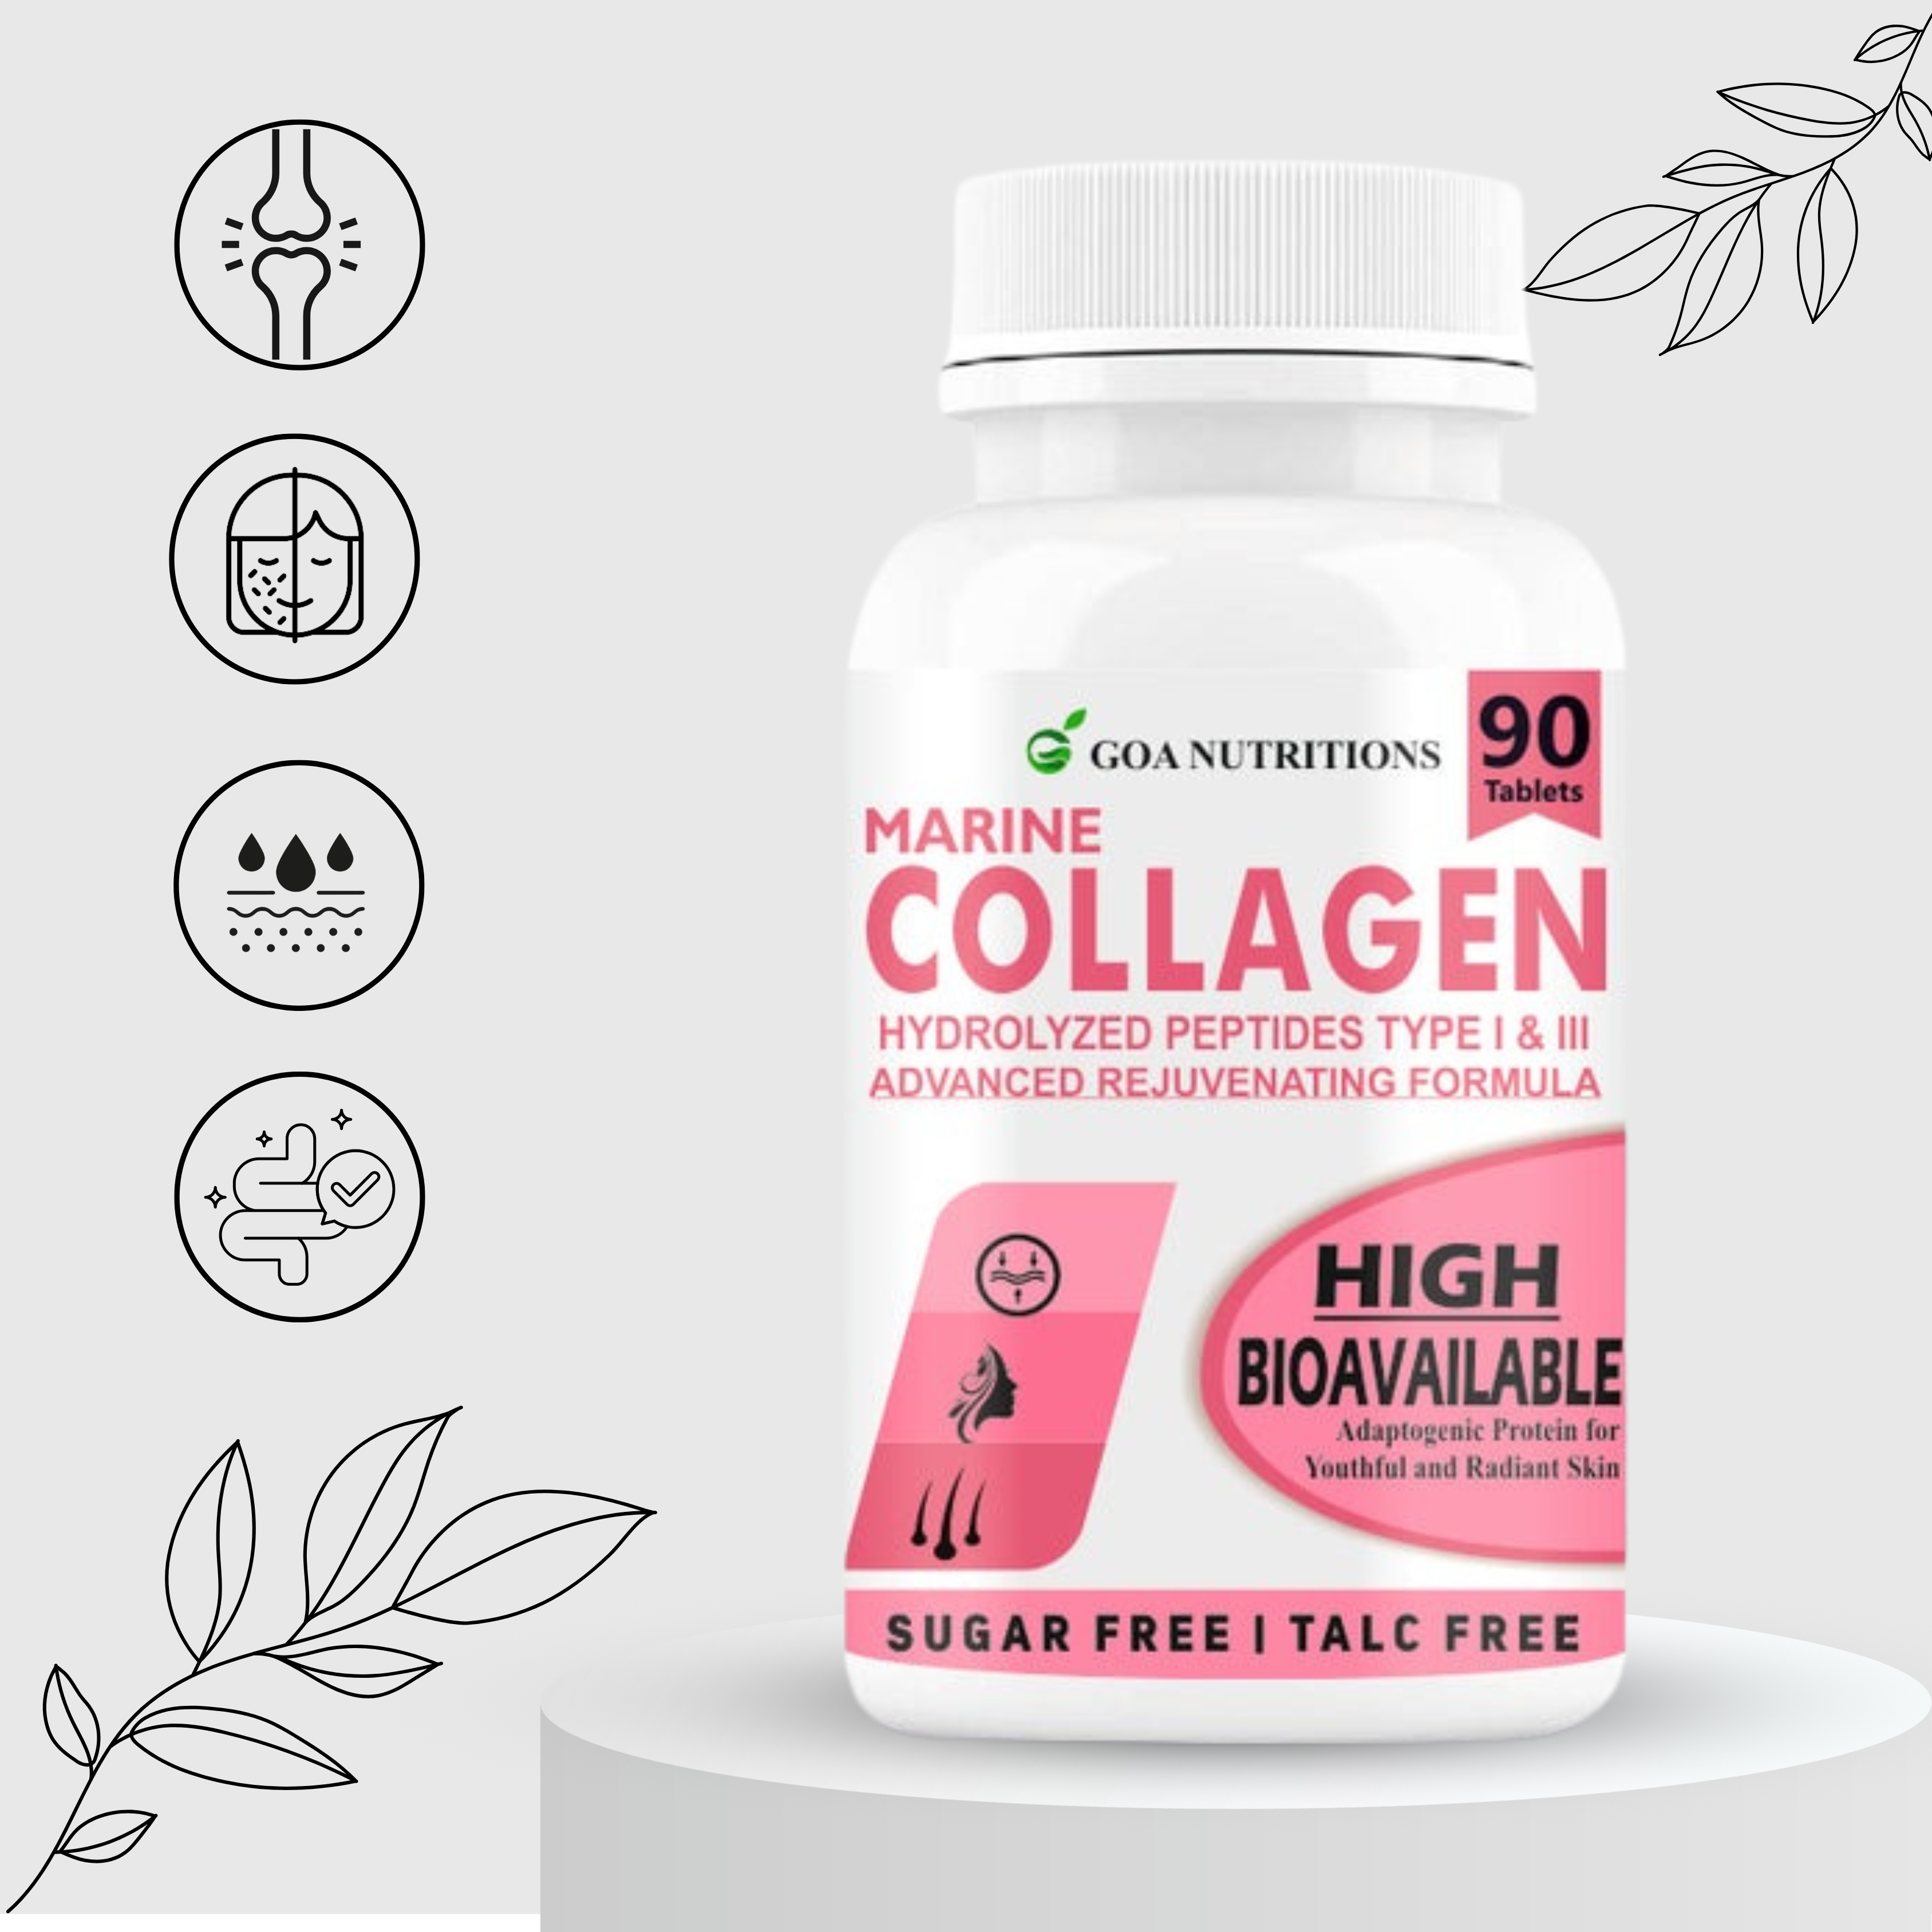 GOA NUTRITIONS
90
Tablets
MARINE
COLLAGEN
HYDROLYZED PEPTIDES TYPE I & III
ADVANCED REJUVENATING FORMULA
HIGH
BIOAVAILABLE
Adaptogenic Protein for
Youthful and Radiant Skin
SUGAR FREE | TALC FREE